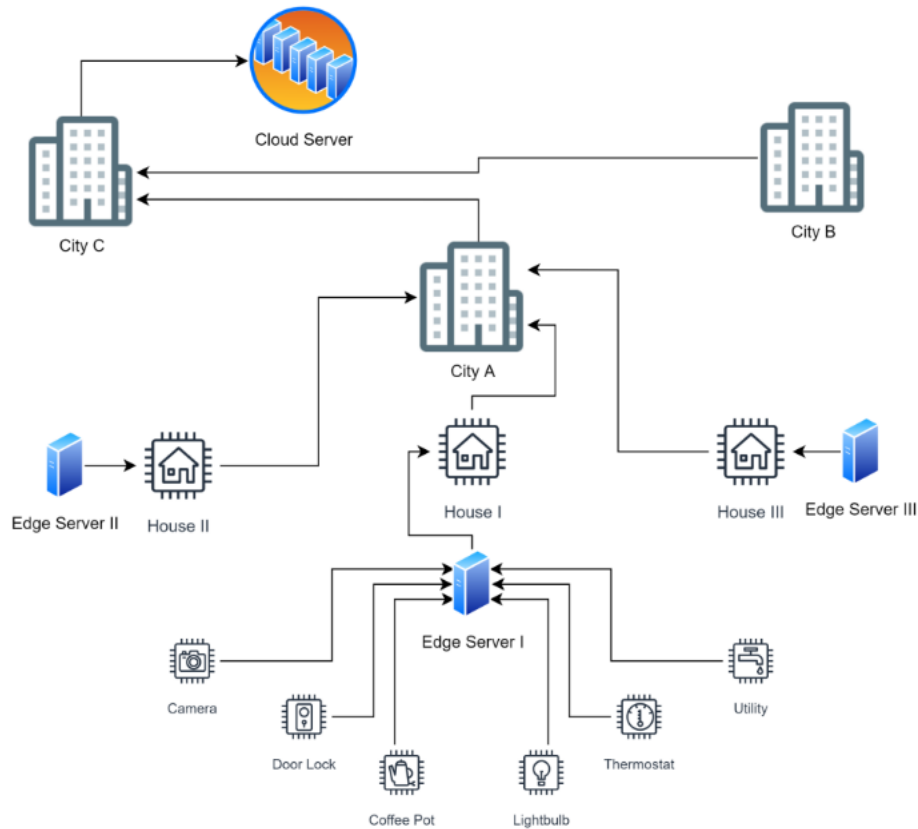 Cloud Server
City C
City B
City A
Edge Server II
House II
House I
House III
Edge Server III
Edge Server I
Camera
Utility
Door Lock
Thermostat
Coffee Pot
Lightbulb